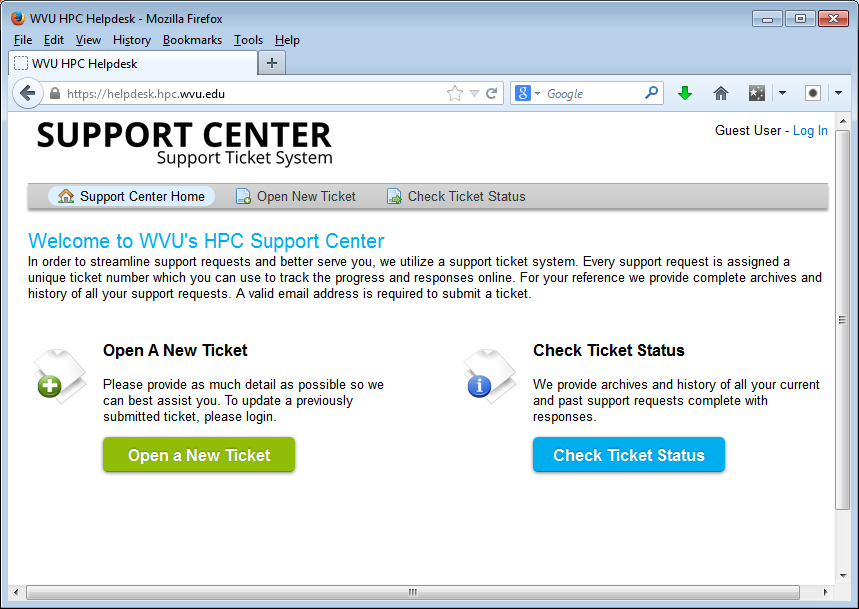 WVU HPC Helpdesk - Mozilla Firefox
File Edit View History Bookmarks Tools Help
WVU HPC Helpdesk
https://helpdesk.hpc.wvu.edu
Google
SUPPORT CENTER
Support Ticket System
Guest User - Log In
Support Center Home Open New Ticket Check Ticket Status
Welcome to WVU's HPC Support Center
In order to streamline support requests and better serve you, we utilize a support ticket system. Every support request is assigned a
unique ticket number which you can use to track the progress and responses online. For your reference we provide complete archives and
history of all your support requests. A valid email address is required to submit a ticket.
Open A New Ticket
Please provide as much detail as possible so we
can best assist you. To update a previously
submitted ticket, please login.
Open a New Ticket
Check Ticket Status
We provide archives and history of all your current
and past support requests complete with
responses.
Check Ticket Status